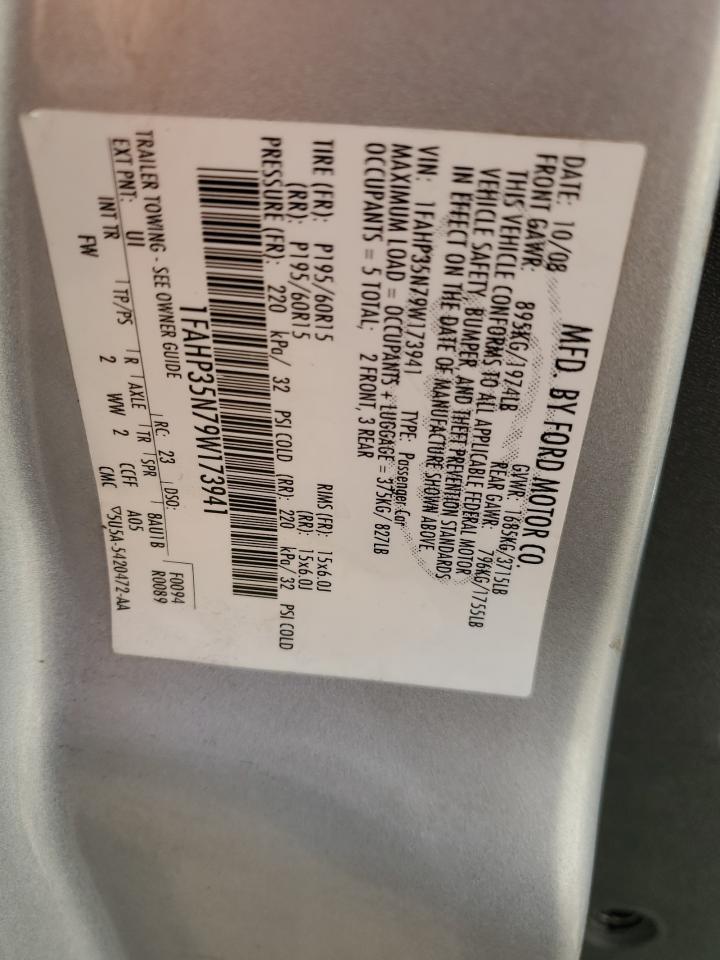 MFD. BY FORD MOTOR CO.
DATE: 10/08 GVWR: 1685KG/3715LB
FRONT GAWR: 895KG/1974LB REAR GAWR: 796KG/1755LB
THIS VEHICLE CONFORMS TO ALL APPLICABLE FEDERAL MOTOR
VEHICLE SAFETY, BUMPER, AND THEFT PREVENTION STANDARDS
IN EFFECT ON THE DATE OF MANUFACTURE SHOWN ABOVE.
VIN: 1FAHP35N79W173941 TYPE: Passenger Car
MAXIMUM LOAD = OCCUPANTS + LUGGAGE = 375KG/827LB
OCCUPANTS = 5 TOTAL; 2 FRONT, 3 REAR
TIRE (FR): P195/60R15 RIMS (FR): 15x6.0J
(RR): P195/60R15 (RR): 15x6.0J
PRESSURE (FR): 220 kPa/ 32 PSI COLD (RR): 220 kPa/ 32 PSI COLD
1FAHP35N79W173941
TRAILER TOWING - SEE OWNER GUIDE F0094
EXT PNT: UI RC: 23 DSO: R0089
INT TR TP/PS R AXLE TR SPR 8AU1B
FW 2 WW 2 CCFF A05
CMC ▽5U5A-5420472-AA